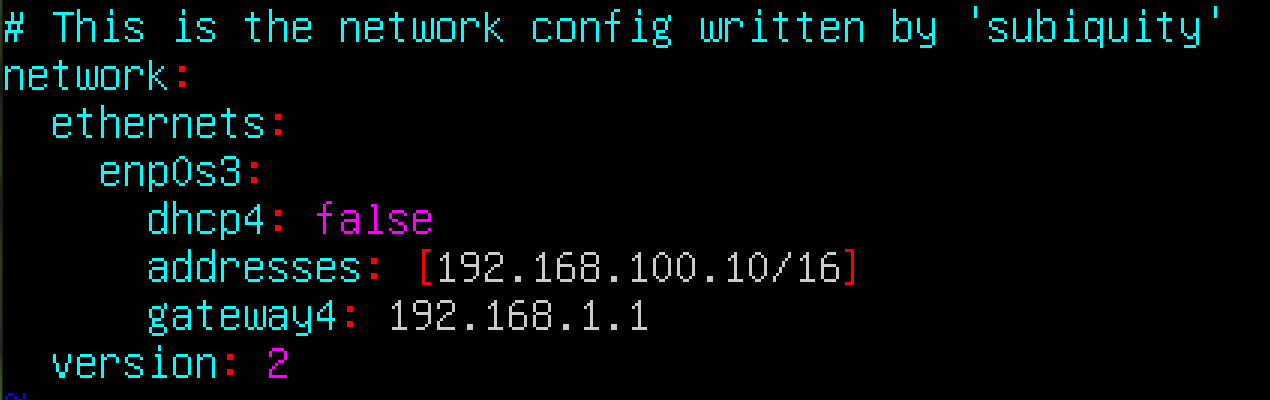 # This is the network config written by 'subiquity'
network:
  ethernets:
    enp0s3:
      dhcp4: false
      addresses: [192.168.100.10/16]
      gateway4: 192.168.1.1
  version: 2